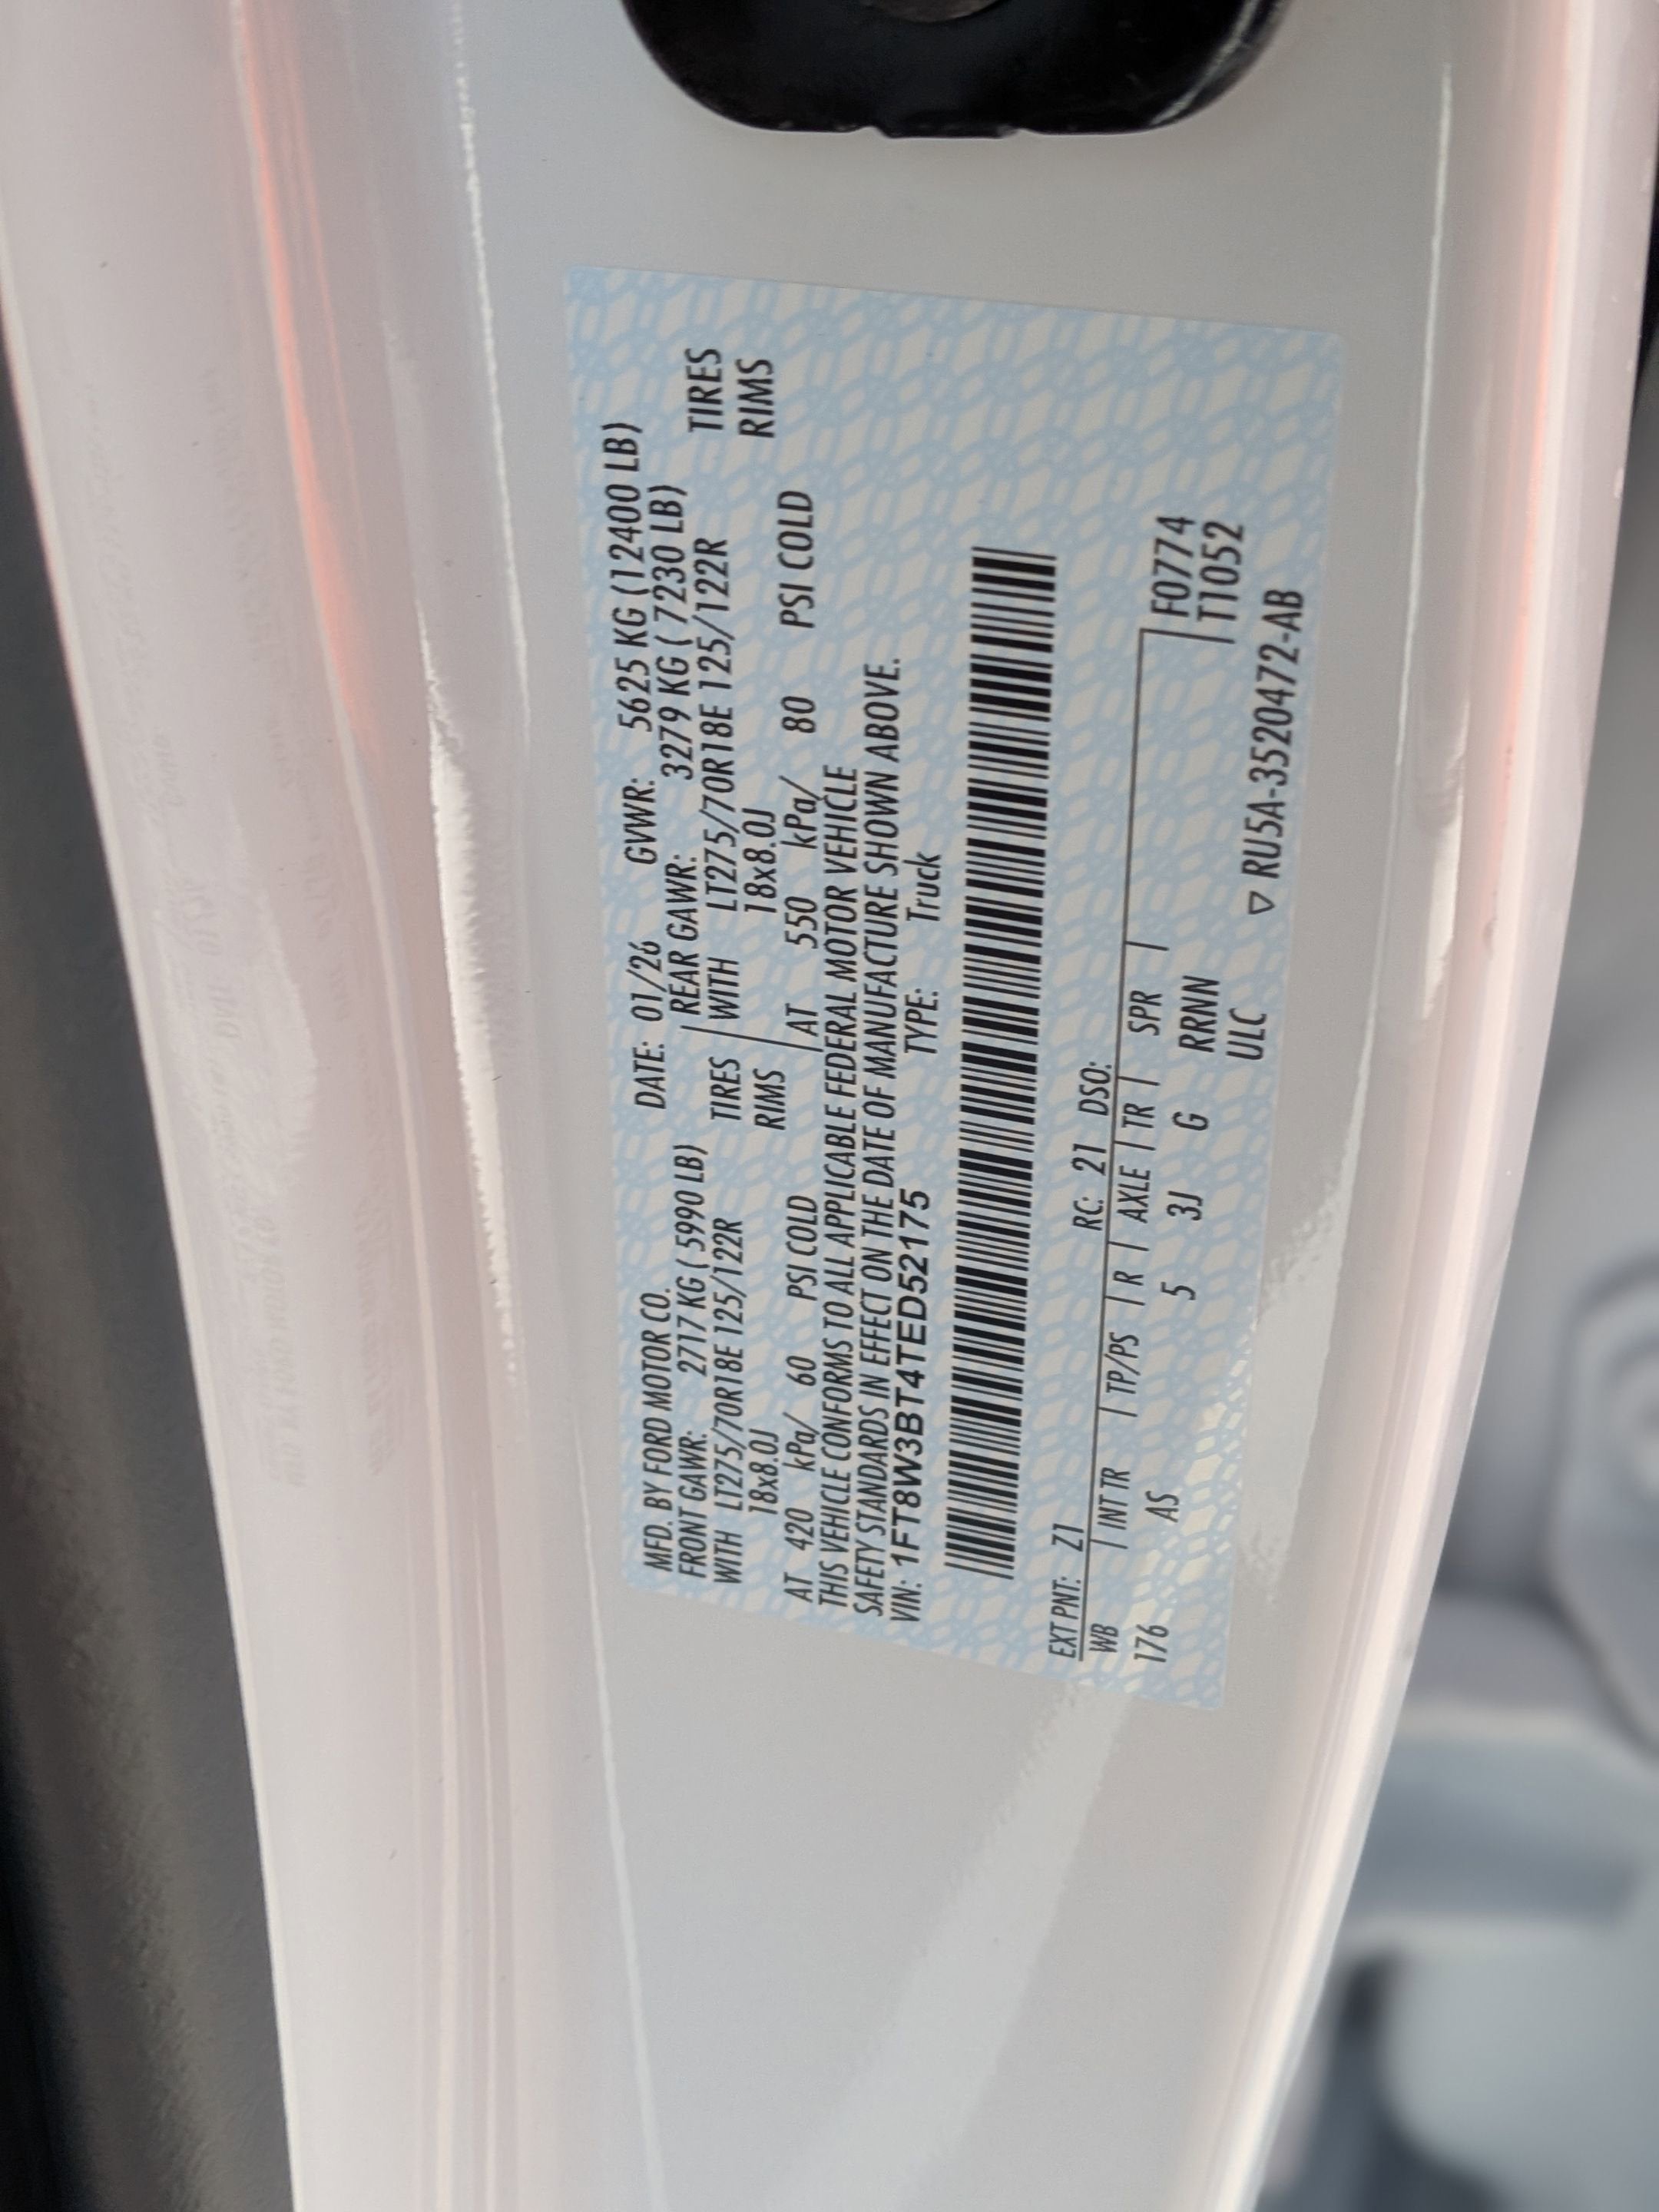 MFD. BY FORD MOTOR CO. DATE: 01/26 GVWR: 5625 KG (12400 LB)
FRONT GAWR: 2717 KG ( 5990 LB) REAR GAWR: 3279 KG ( 7230 LB)
WITH LT275/70R18E 125/122R TIRES WITH LT275/70R18E 125/122R TIRES
18x8.0J RIMS 18x8.0J RIMS
AT 420 kPa/ 60 PSI COLD AT 550 kPa/ 80 PSI COLD
THIS VEHICLE CONFORMS TO ALL APPLICABLE FEDERAL MOTOR VEHICLE
SAFETY STANDARDS IN EFFECT ON THE DATE OF MANUFACTURE SHOWN ABOVE.
VIN: 1FT8W3BT4TED52175 TYPE: Truck
EXT PNT: Z1 RC: 21 DSO:
WB INT TR TP/PS R AXLE TR SPR F0774
176 AS 5 3J G RRNN T1052
ULC ▽ RU5A-3520472-AB